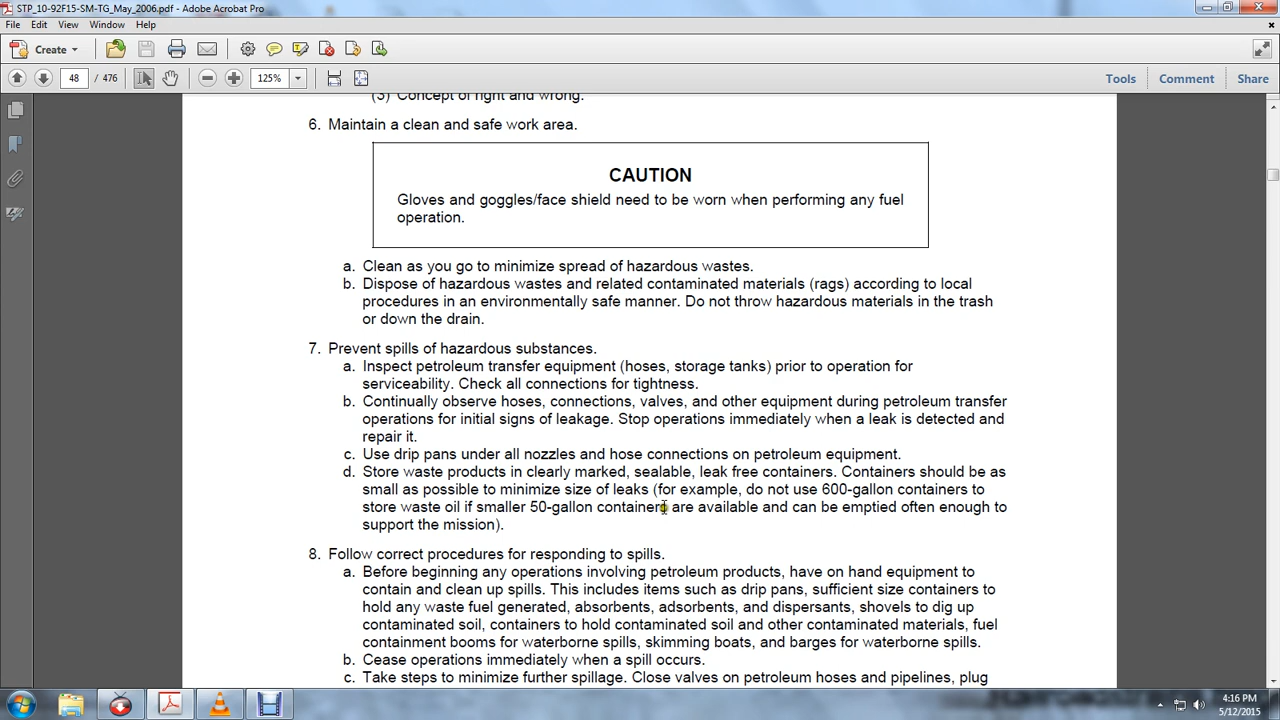 STP_10-92F15-SM-TG_May_2006.pdf - Adobe Acrobat Pro
File Edit View Window Help
Create
48 / 476 125% Tools Comment Share
(3) Concept of right and wrong.
6. Maintain a clean and safe work area.
CAUTION
Gloves and goggles/face shield need to be worn when performing any fuel
operation.
a. Clean as you go to minimize spread of hazardous wastes.
b. Dispose of hazardous wastes and related contaminated materials (rags) according to local
procedures in an environmentally safe manner. Do not throw hazardous materials in the trash
or down the drain.
7. Prevent spills of hazardous substances.
a. Inspect petroleum transfer equipment (hoses, storage tanks) prior to operation for
serviceability. Check all connections for tightness.
b. Continually observe hoses, connections, valves, and other equipment during petroleum transfer
operations for initial signs of leakage. Stop operations immediately when a leak is detected and
repair it.
c. Use drip pans under all nozzles and hose connections on petroleum equipment.
d. Store waste products in clearly marked, sealable, leak free containers. Containers should be as
small as possible to minimize size of leaks (for example, do not use 600-gallon containers to
store waste oil if smaller 50-gallon containers are available and can be emptied often enough to
support the mission).
8. Follow correct procedures for responding to spills.
a. Before beginning any operations involving petroleum products, have on hand equipment to
contain and clean up spills. This includes items such as drip pans, sufficient size containers to
hold any waste fuel generated, absorbents, adsorbents, and dispersants, shovels to dig up
contaminated soil, containers to hold contaminated soil and other contaminated materials, fuel
containment booms for waterborne spills, skimming boats, and barges for waterborne spills.
b. Cease operations immediately when a spill occurs.
c. Take steps to minimize further spillage. Close valves on petroleum hoses and pipelines, plug
4:16 PM
5/12/2015